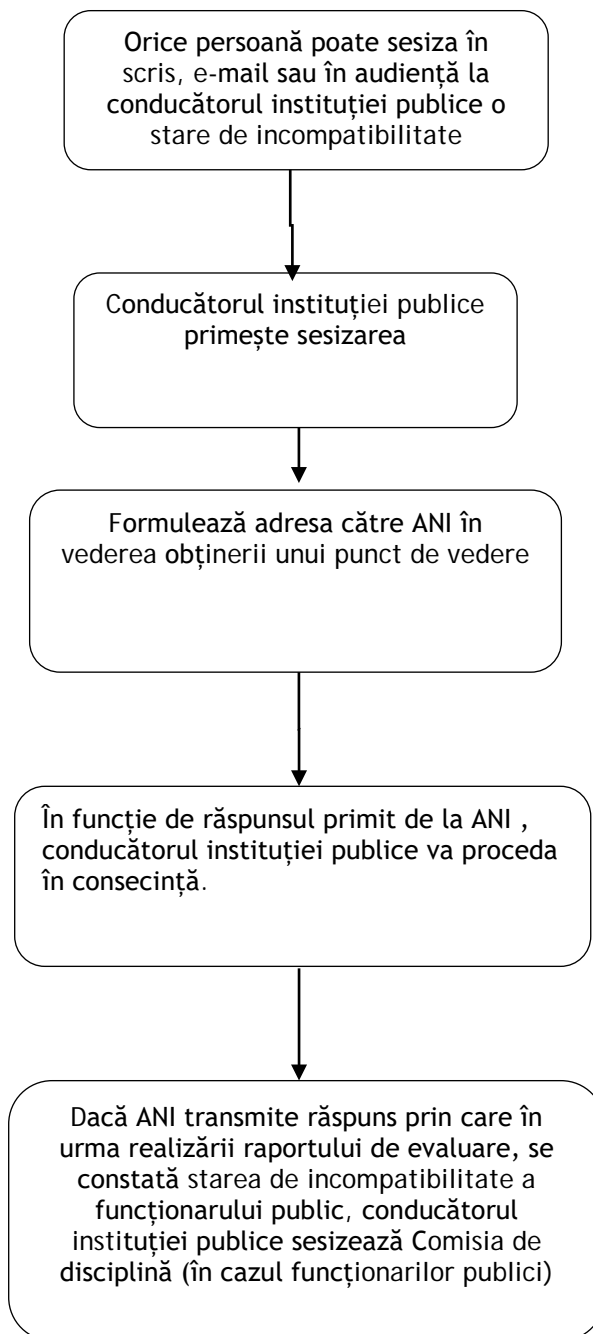 Orice persoană poate sesiza în
scris, e-mail sau în audiență la
conducătorul instituției publice o
stare de incompatibilitate
Conducătorul instituției publice
primește sesizarea
Formulează adresa către ANI în
vederea obținerii unui punct de vedere
În funcție de răspunsul primit de la ANI ,
conducătorul instituției publice va proceda
în consecință.
Dacă ANI transmite răspuns prin care în
urma realizării raportului de evaluare, se
constată starea de incompatibilitate a
funcționarului public, conducătorul
instituției publice sesizează Comisia de
disciplină (în cazul funcționarilor publici)